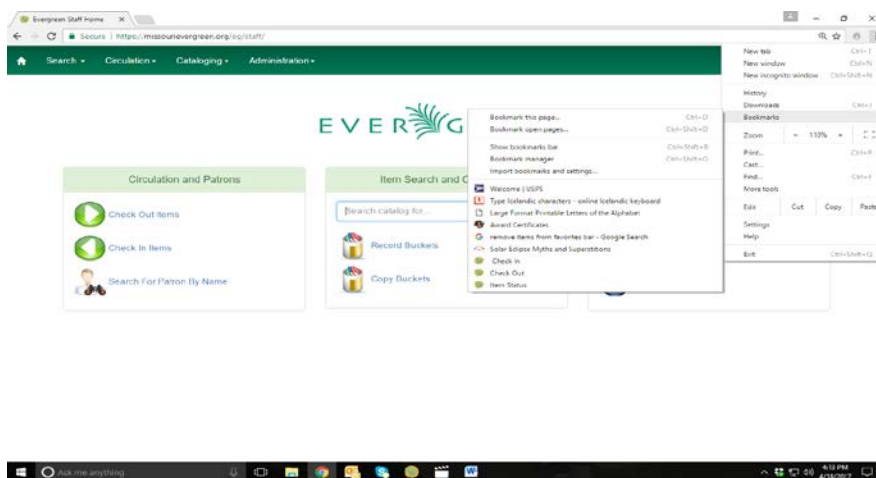 Evergreen Staff Home
Secure | https://missourievergreen.org/eg/staff/
Search
Circulation
Cataloging
Administration
EVERG
Circulation and Patrons
Check Out Items
Check In Items
Search For Patron By Name
Item Search and C
Search catalog for...
Record Buckets
Copy Buckets
Bookmark this page... Ctrl+D
Bookmark open pages... Ctrl+Shift+D
Show bookmarks bar Ctrl+Shift+B
Bookmark manager Ctrl+Shift+O
Import bookmarks and settings...
Welcome | USPS
Type Icelandic characters - online Icelandic keyboard
Large Format Printable Letters of the Alphabet
Award Certificates
remove items from favorites bar - Google Search
Solar Eclipse Myths and Superstitions
Check In
Check Out
Item Status
New tab Ctrl+T
New window Ctrl+N
New incognito window Ctrl+Shift+N
History
Downloads Ctrl+J
Bookmarks
Zoom - 110% +
Print... Ctrl+P
Cast...
Find... Ctrl+F
More tools
Edit Cut Copy Paste
Settings
Help
Exit Ctrl+Shift+Q
Ask me anything
4:13 PM
4/18/2017